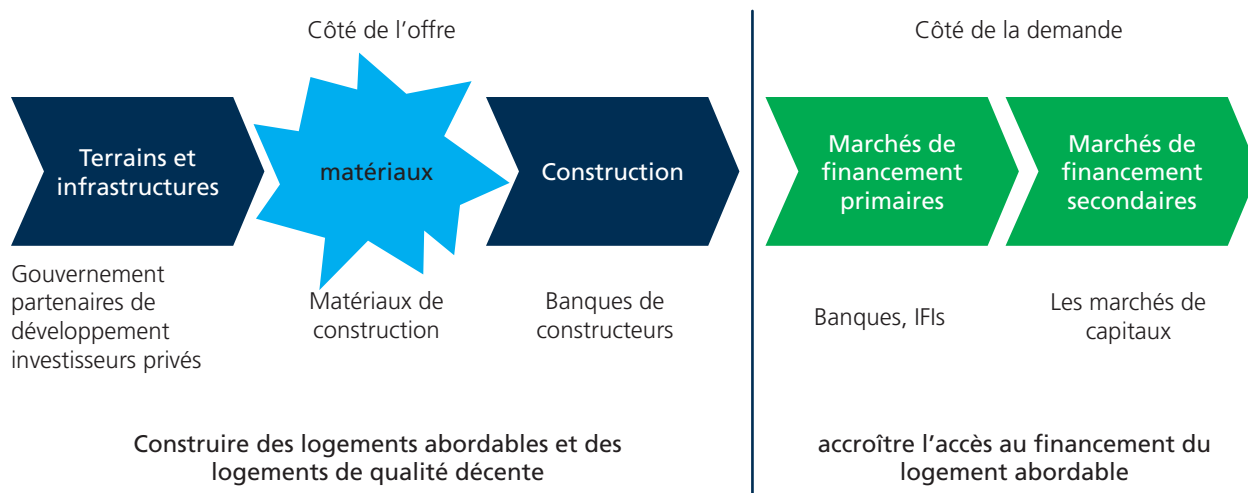 Côté de l’offre
Côté de la demande
Terrains et
infrastructures
matériaux
Construction
Marchés de
financement
primaires
Marchés de
financement
secondaires
Gouvernement
partenaires de
développement
investisseurs privés
Matériaux de
construction
Banques de
constructeurs
Banques, IFIs
Les marchés de
capitaux
Construire des logements abordables et des
logements de qualité décente
accroître l’accès au financement du
logement abordable